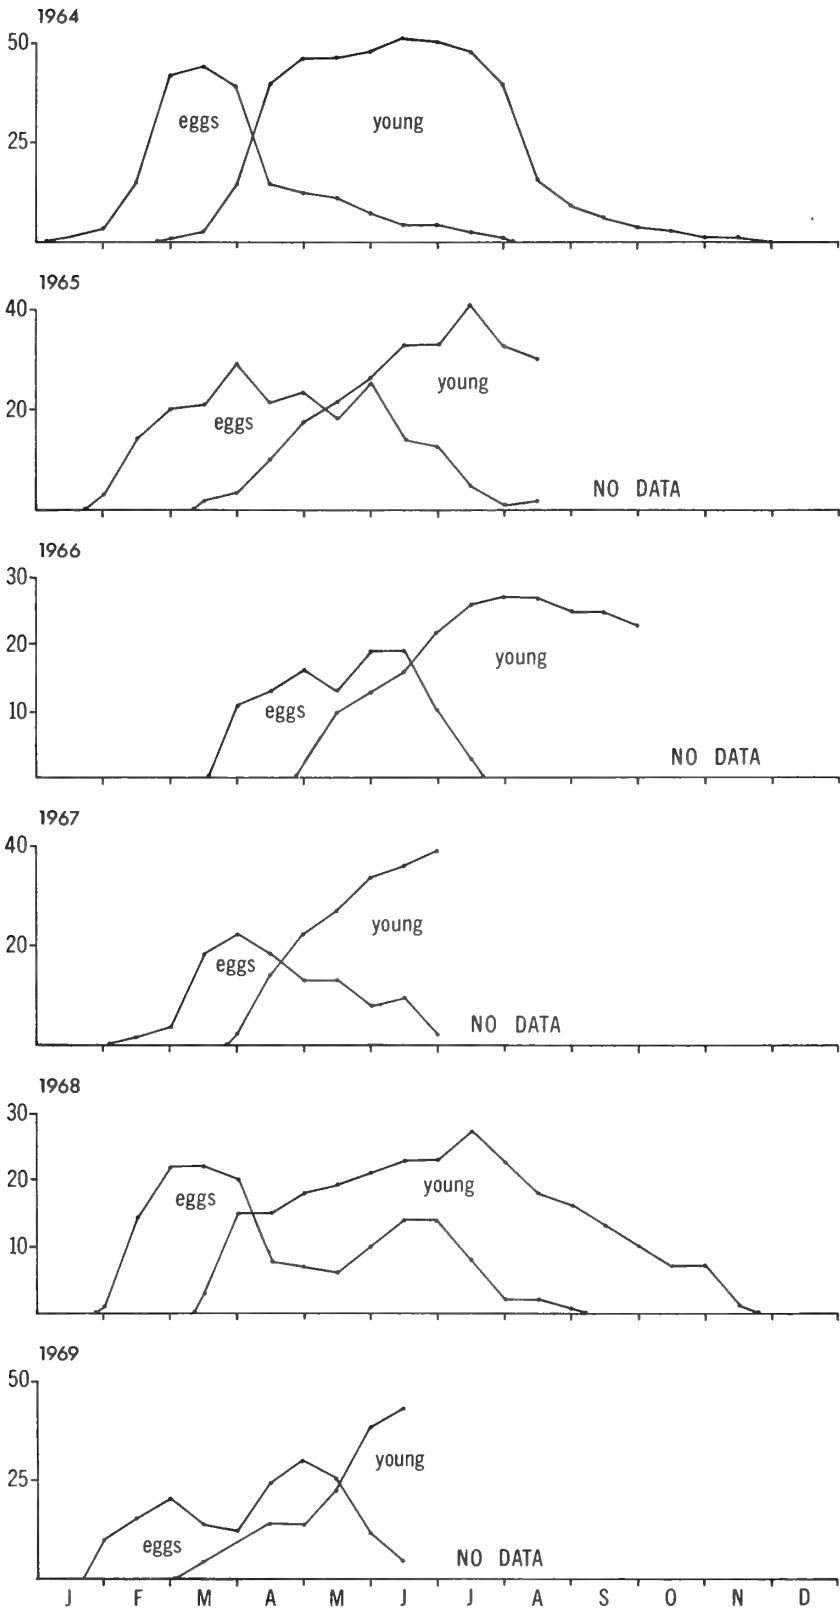 1964
50
eggs young
25
1965
40
young
20
eggs
NO DATA
1966
30
20
young
10
eggs
NO DATA
1967
40
young
20
eggs
NO DATA
1968
30
20
eggs young
10
1969
50
young
25
eggs
NO DATA
J F M A M J J A S O N D